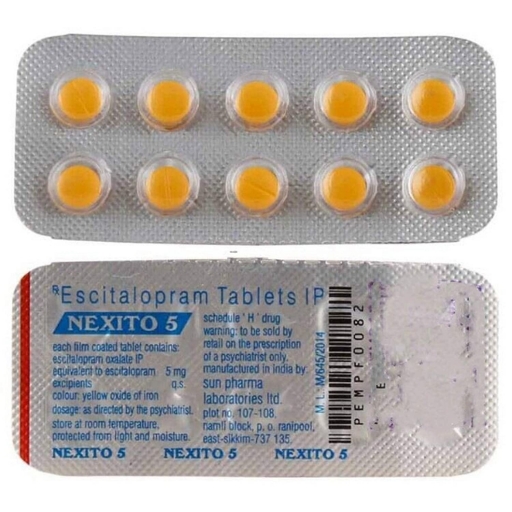 ℞Escitalopram Tablets IP
NEXITO 5
each film coated tablet contains:
escitalopram oxalate IP
equivalent to escitalopram 5 mg
excipients q.s.
colour: yellow oxide of iron
dosage: as directed by the psychiatrist.
store at room temperature,
protected from light and moisture.
schedule 'H' drug
warning: to be sold by
retail on the prescription
of a psychiatrist only.
manufactured in India by:
sun pharma
laboratories ltd.
plot no. 107-108,
namli block, p. o. ranipool,
east-sikkim-737 135.
M. L. M/645/2014
PEMPF0082
E
NEXITO 5 NEXITO 5 NEXITO 5